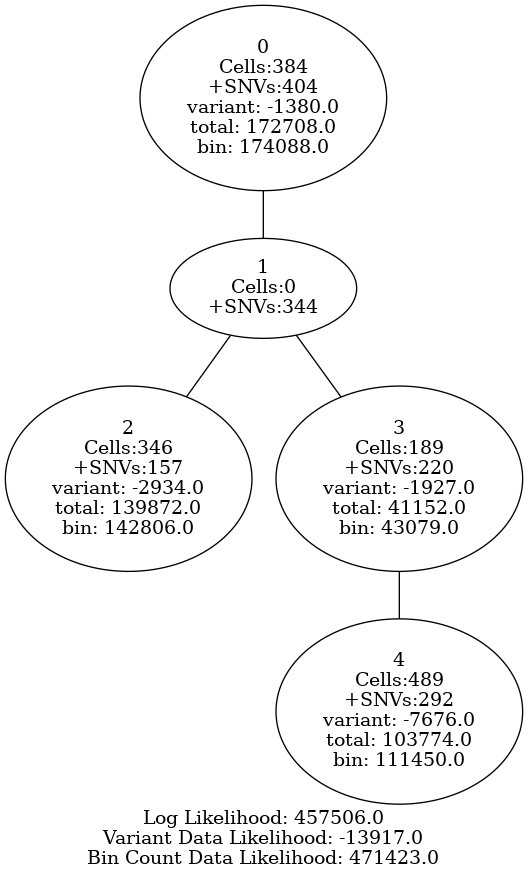 0
Cells:384
+SNVs:404
variant: -1380.0
total: 172708.0
bin: 174088.0
1
Cells:0
+SNVs:344
2
Cells:346
+SNVs:157
variant: -2934.0
total: 139872.0
bin: 142806.0
3
Cells:189
+SNVs:220
variant: -1927.0
total: 41152.0
bin: 43079.0
4
Cells:489
+SNVs:292
variant: -7676.0
total: 103774.0
bin: 111450.0
Log Likelihood: 457506.0
Variant Data Likelihood: -13917.0
Bin Count Data Likelihood: 471423.0